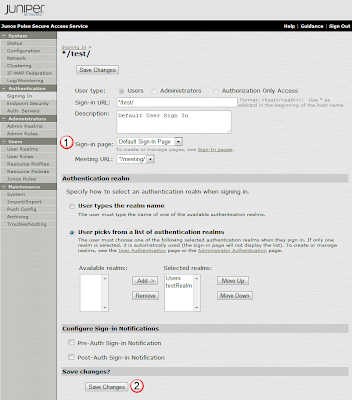 JUNIPER
NETWORKS
Junos Pulse Secure Access Service
Help | Guidance | Sign Out
System
Status
Configuration
Network
Clustering
IF-MAP Federation
Log/Monitoring
Authentication
Signing In
Endpoint Security
Auth. Servers
Administrators
Admin Realms
Admin Roles
Users
User Realms
User Roles
Resource Profiles
Resource Policies
Junos Pulse
Maintenance
System
Import/Export
Push Config
Archiving
Troubleshooting
Signing In >
*/test/
Save Changes
User type:
Users
Administrators
Authorization Only Access
Sign-in URL:
*/test/
Format: <host>/<path>/; Use * as
wildcard in the beginning of the host name.
Description:
Default User Sign In
1
Sign-in page:
Default Sign-In Page
To create or manage pages, see Sign-In pages.
Meeting URL:
*/meeting/
Authentication realm
Specify how to select an authentication realm when signing in.
User types the realm name
The user must type the name of one of the available authentication realms.
User picks from a list of authentication realms
The user must choose one of the following selected authentication realms when they sign in. If only one
realm is selected, it is automatically used (the sign-in page will not display the list). To create or manage
realms, see the User Authentication page or the Administrator Authentication page.
Available realms:
Selected realms:
Add ->
Remove
Users
testRealm
Move Up
Move Down
Configure Sign-in Notifications
Pre-Auth Sign-in Notification
Post-Auth Sign-in Notification
Save changes?
Save Changes
2